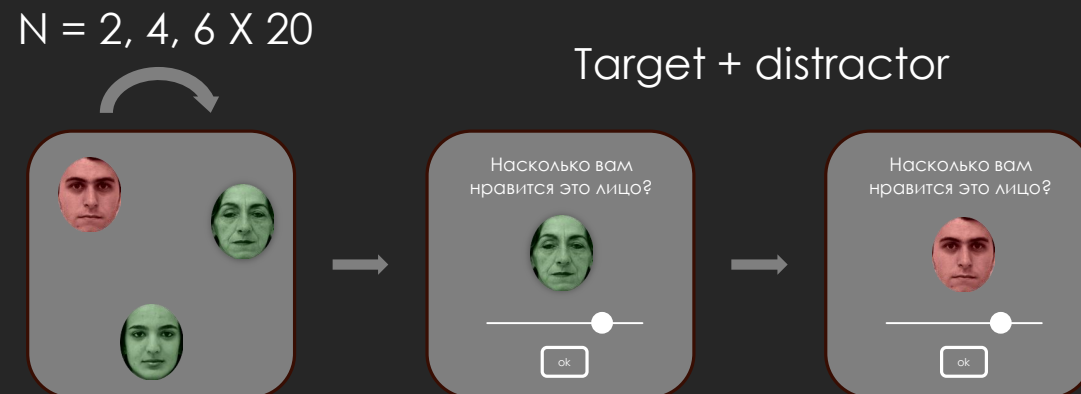 N = 2, 4, 6 X 20
Target + distractor
Насколько вам
нравится это лицо?
ok
Насколько вам
нравится это лицо?
ok